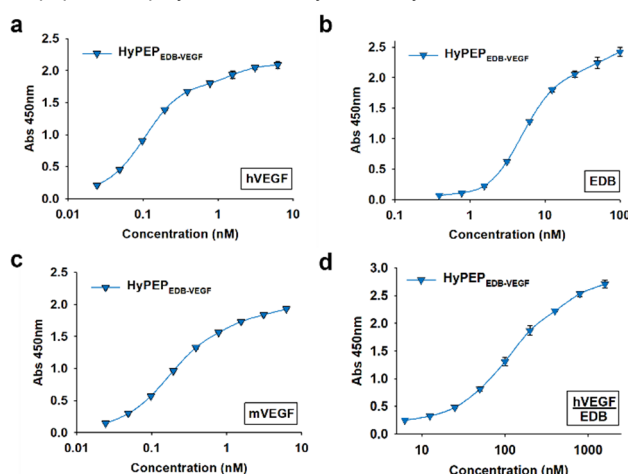 a
HyPEPEDB-VEGF
Abs 450nm
2.5
2.0
1.5
1.0
0.5
0.0
hVEGF
0.01 0.1 1 10
Concentration (nM)
b
HyPEPEDB-VEGF
Abs 450nm
2.5
2.0
1.5
1.0
0.5
0.0
EDB
0.1 1 10 100
Concentration (nM)
c
HyPEPEDB-VEGF
Abs 450nm
2.5
2.0
1.5
1.0
0.5
0.0
mVEGF
0.01 0.1 1 10
Concentration (nM)
d
HyPEPEDB-VEGF
Abs 450nm
3.0
2.5
2.0
1.5
1.0
0.5
0.0
hVEGF
EDB
10 100 1000
Concentration (nM)